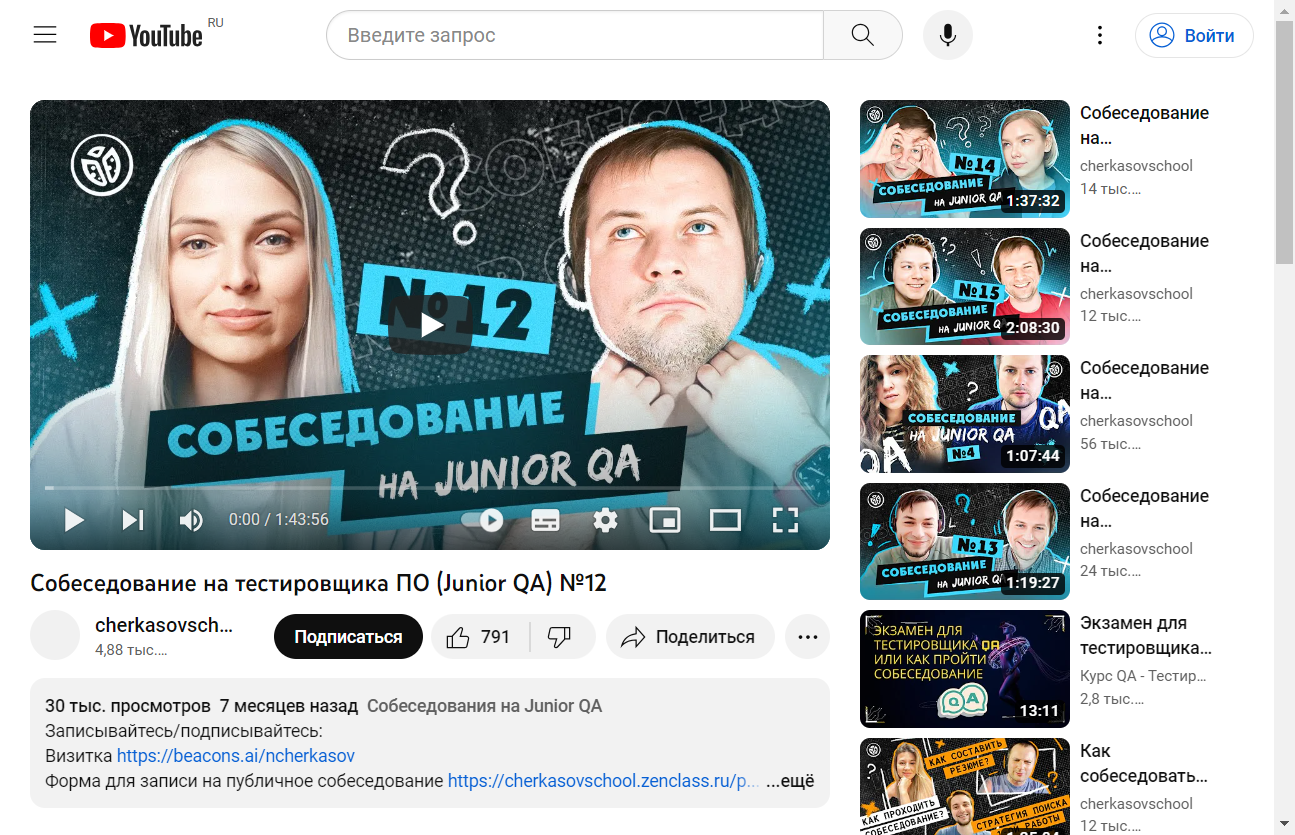 YouTube
RU
Введите запрос
Войти
№12
СОБЕСЕДОВАНИЕ
НА JUNIOR QA
0:00 / 1:43:56
Собеседование на тестировщика ПО (Junior QA) №12
cherkasovsch...
4,88 тыс....
Подписаться
791
Поделиться
30 тыс. просмотров 7 месяцев назад Собеседования на Junior QA
Записывайтесь/подписывайтесь:
Визитка https://beacons.ai/ncherkasov
Форма для записи на публичное собеседование https://cherkasovschool.zenclass.ru/p... ...ещё
№14
СОБЕСЕДОВАНИЕ
НА JUNIOR QA
1:37:32
Собеседование
на...
cherkasovschool
14 тыс....
№15
СОБЕСЕДОВАНИЕ
НА JUNIOR Q
2:08:30
Собеседование
на...
cherkasovschool
12 тыс....
СОБЕСЕДОВАНИЕ
НА JUNIOR QA
№4
QA
QA
1:07:44
Собеседование
на...
cherkasovschool
56 тыс....
№13
СОБЕСЕДОВАНИЕ
НА JUNIOR QA
1:19:27
Собеседование
на...
cherkasovschool
24 тыс....
ЭКЗАМЕН ДЛЯ
ТЕСТИРОВЩИКА QA
ИЛИ КАК ПРОЙТИ
СОБЕСЕДОВАНИЕ
QA
13:11
Экзамен для
тестировщика...
Курс QA - Тестир...
2,8 тыс....
КАК СОСТАВИТЬ
РЕЗЮМЕ?
КАК ПРОХОДИТЬ
СОБЕСЕДОВАНИЕ?
СТРАТЕГИЯ ПОИСКА
РАБОТЫ
Как
собеседовать...
cherkasovschool
12 тыс....